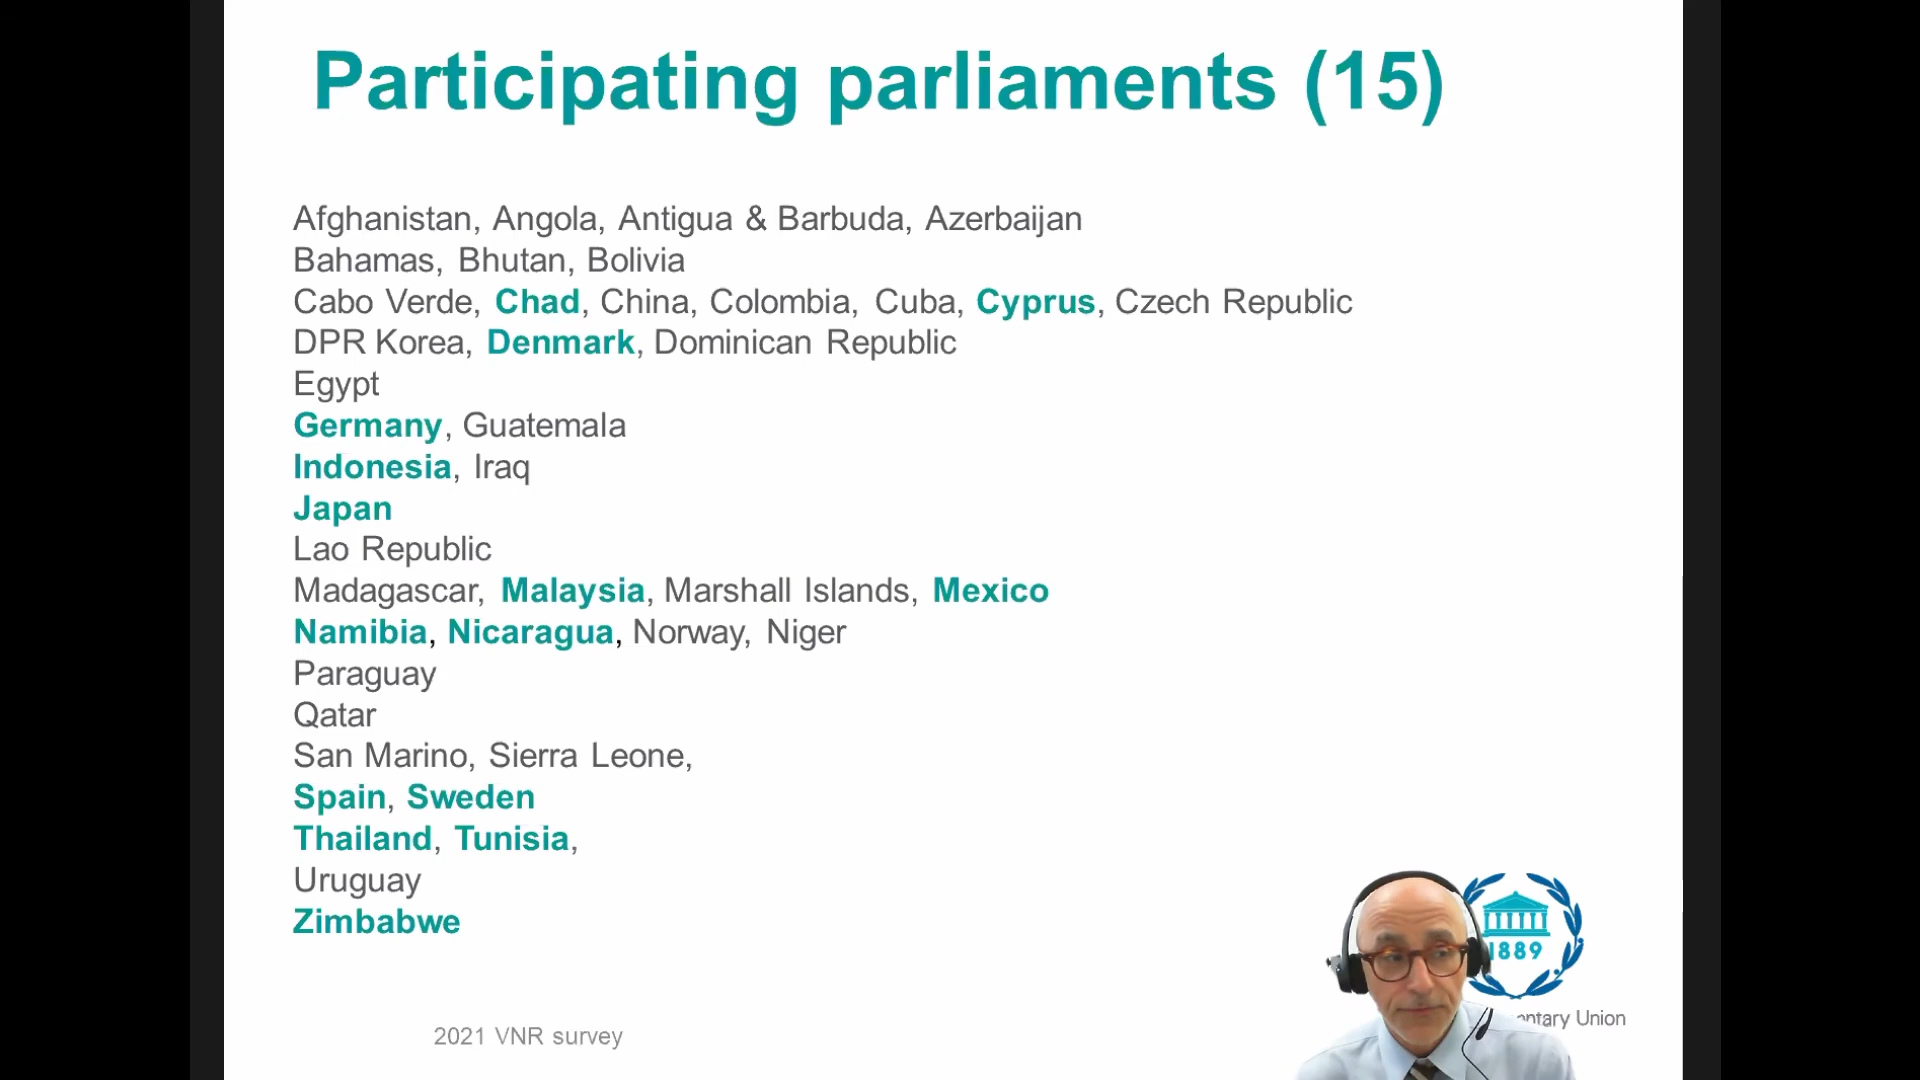 Participating parliaments (15)
Afghanistan, Angola, Antigua & Barbuda, Azerbaijan
Bahamas, Bhutan, Bolivia
Cabo Verde, Chad, China, Colombia, Cuba, Cyprus, Czech Republic
DPR Korea, Denmark, Dominican Republic
Egypt
Germany, Guatemala
Indonesia, Iraq
Japan
Lao Republic
Madagascar, Malaysia, Marshall Islands, Mexico
Namibia, Nicaragua, Norway, Niger
Paraguay
Qatar
San Marino, Sierra Leone,
Spain, Sweden
Thailand, Tunisia,
Uruguay
Zimbabwe
1889
Union
2021 VNR survey